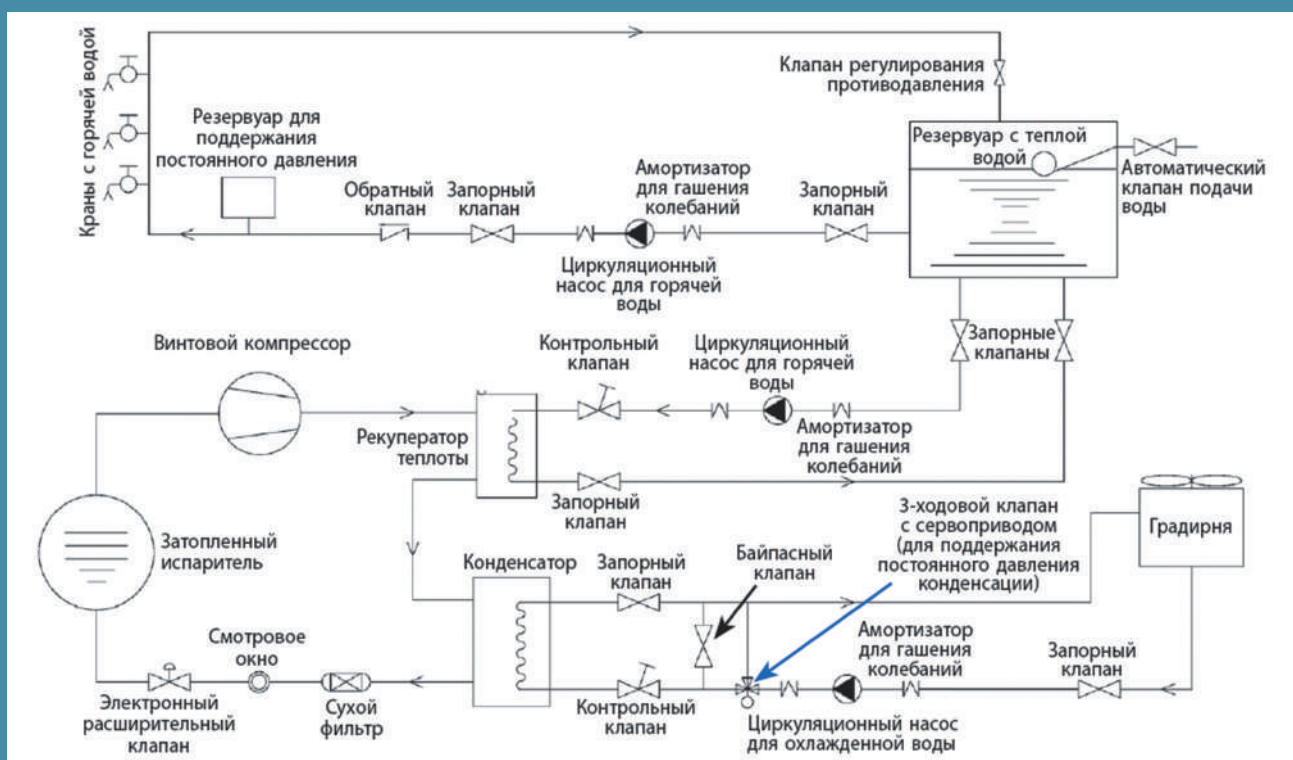 Краны с горячей водой
Клапан регулирования
противодавления
Резервуар для
поддержания
постоянного давления
Резервуар с теплой
водой
Автоматический
клапан подачи
воды
Обратный
клапан
Запорный
клапан
Амортизатор
для гашения
колебаний
Запорный
клапан
Циркуляционный
насос для горячей
воды
Винтовой компрессор
Контрольный
клапан
Циркуляционный
насос для горячей
воды
Запорные
клапаны
Рекуператор
теплоты
Амортизатор
для гашения
колебаний
Запорный
клапан
3-ходовой клапан
с сервоприводом
(для поддержания
постоянного давления
конденсации)
Градирня
Затопленный
испаритель
Конденсатор
Запорный
клапан
Байпасный
клапан
Смотровое
окно
Амортизатор
для гашения
колебаний
Запорный
клапан
Электронный
расширительный
клапан
Сухой
фильтр
Контрольный
клапан
Циркуляционный насос
для охлажденной воды